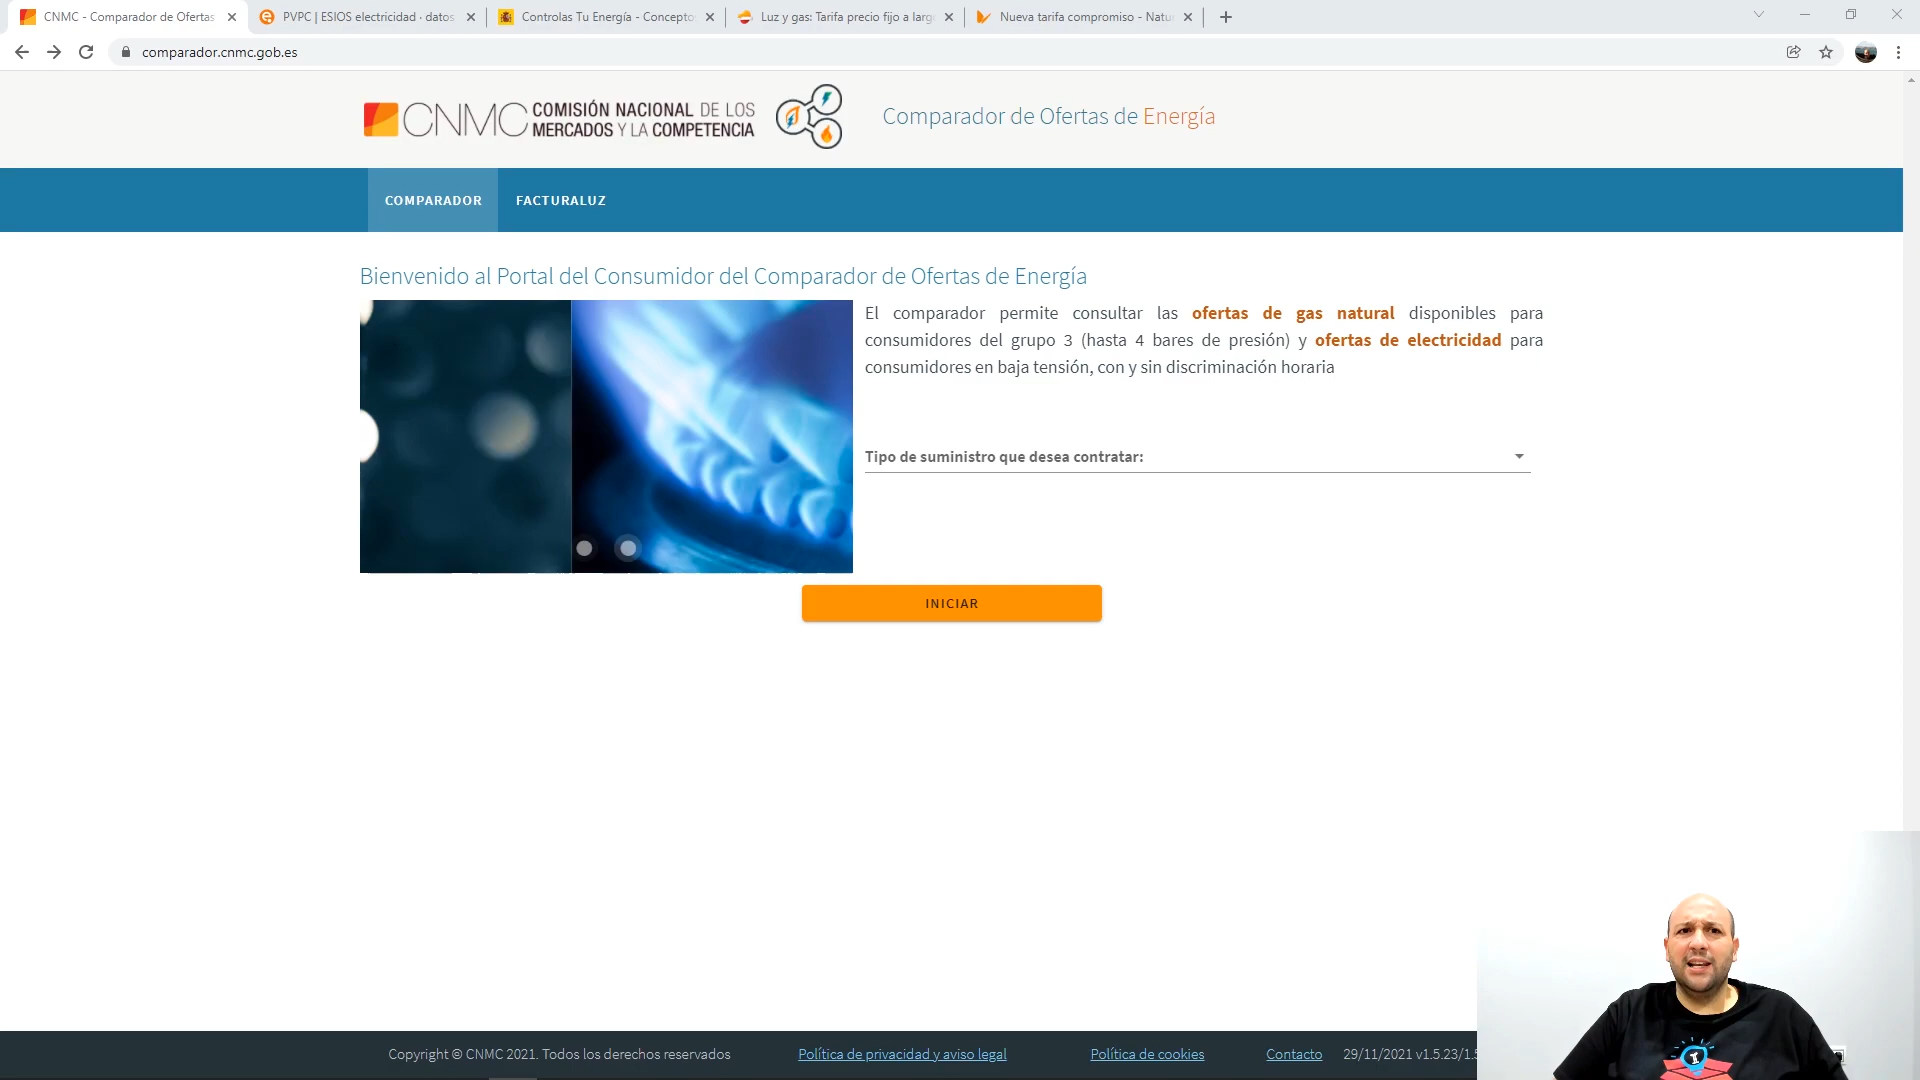 CNMC - Comparador de Ofertas
PVPC | ESIOS electricidad · datos
Controlas Tu Energía - Concepto
Luz y gas: Tarifa precio fijo a larg
Nueva tarifa compromiso - Natu
comparador.cnmc.gob.es
CNMC COMISIÓN NACIONAL DE LOS
MERCADOS Y LA COMPETENCIA
Comparador de Ofertas de Energía
COMPARADOR
FACTURALUZ
Bienvenido al Portal del Consumidor del Comparador de Ofertas de Energía
El comparador permite consultar las ofertas de gas natural disponibles para
consumidores del grupo 3 (hasta 4 bares de presión) y ofertas de electricidad para
consumidores en baja tensión, con y sin discriminación horaria
Tipo de suministro que desea contratar:
INICIAR
Copyright © CNMC 2021. Todos los derechos reservados
Política de privacidad y aviso legal
Política de cookies
Contacto
29/11/2021 v1.5.23/1.5